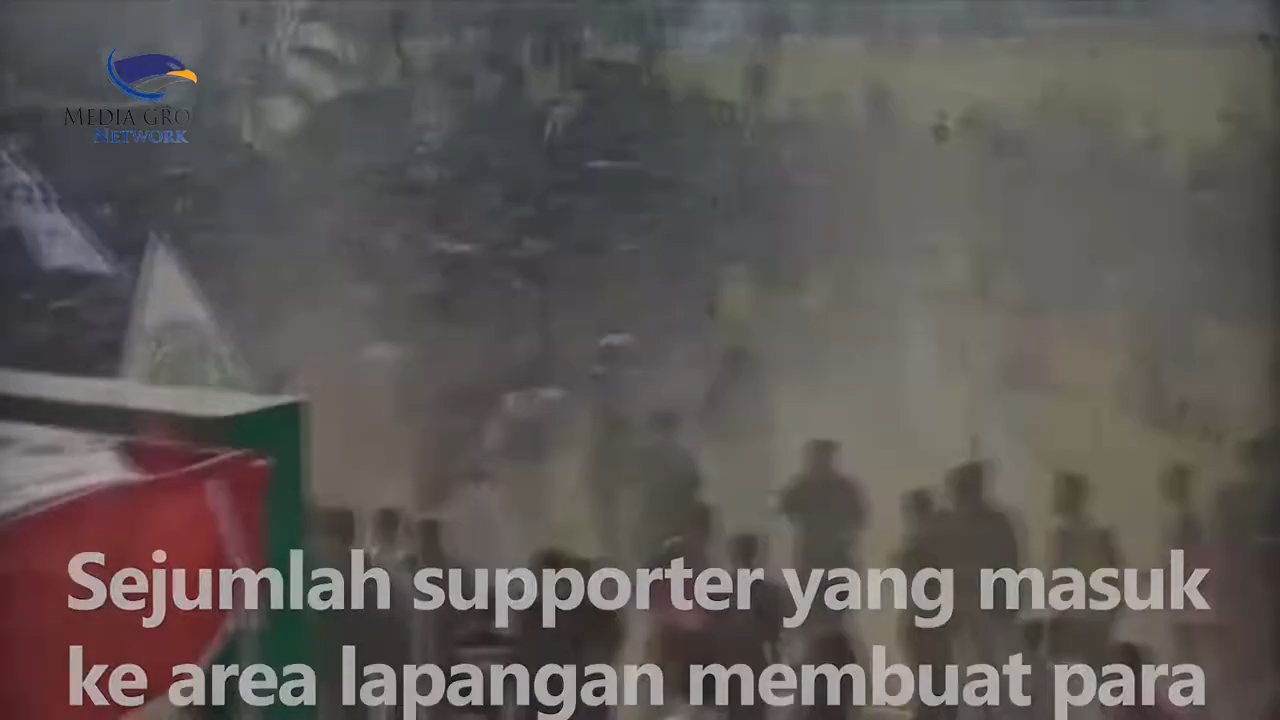 MEDIA GRO
NETWORK
Sejumlah supporter yang masuk
ke area lapangan membuat para